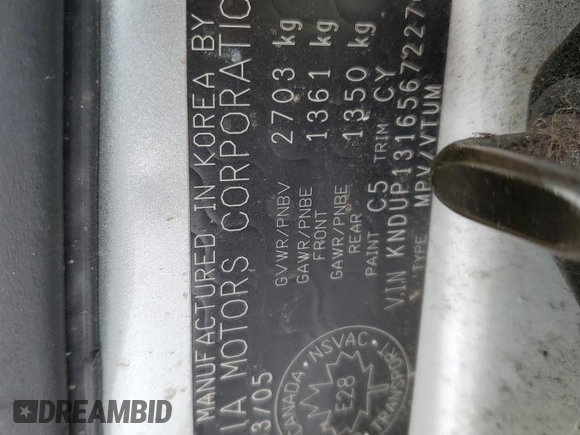 MANUFACTURED IN KOREA BY
IA MOTORS CORPORATIO
3/05
GVWR/PNBV 2703 kg
GAWR/PNBE FRONT 1361 kg
GAWR/PNBE REAR 1350 kg
PAINT C5 TRIM CY
VIN KNDUP1316567227
TYPE MPV/VTUM
CANADA NSVAC
E28
TRANSPORT
DREAMBID